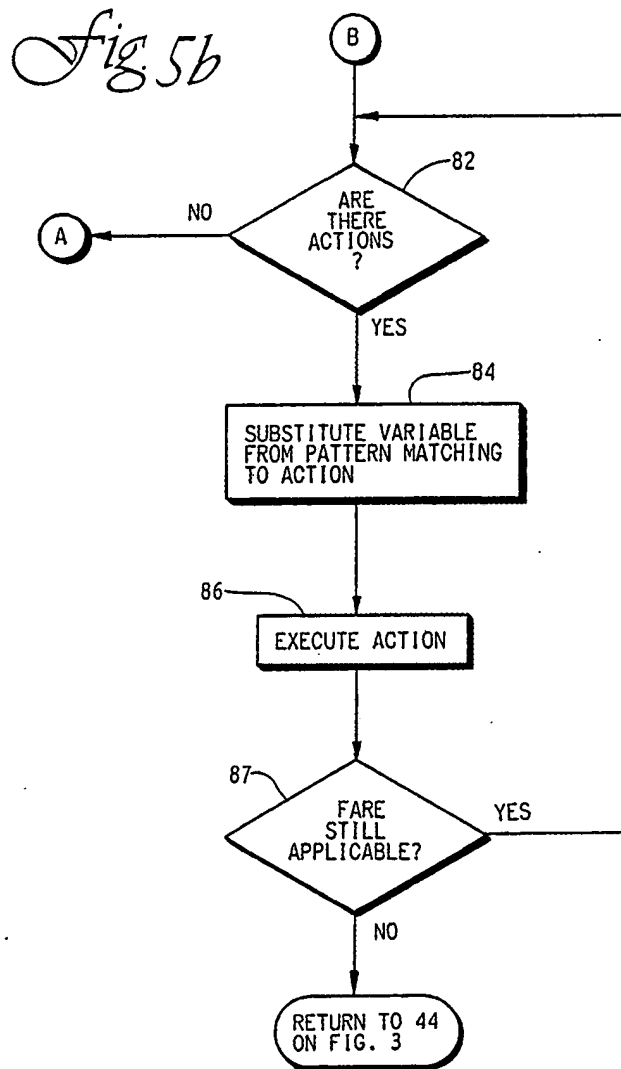 Fig. 5b
B
82
ARE
THERE
ACTIONS
?
NO
A
YES
84
SUBSTITUTE VARIABLE
FROM PATTERN MATCHING
TO ACTION
86
EXECUTE ACTION
87
FARE
STILL
APPLICABLE?
YES
NO
RETURN TO 44
ON FIG. 3